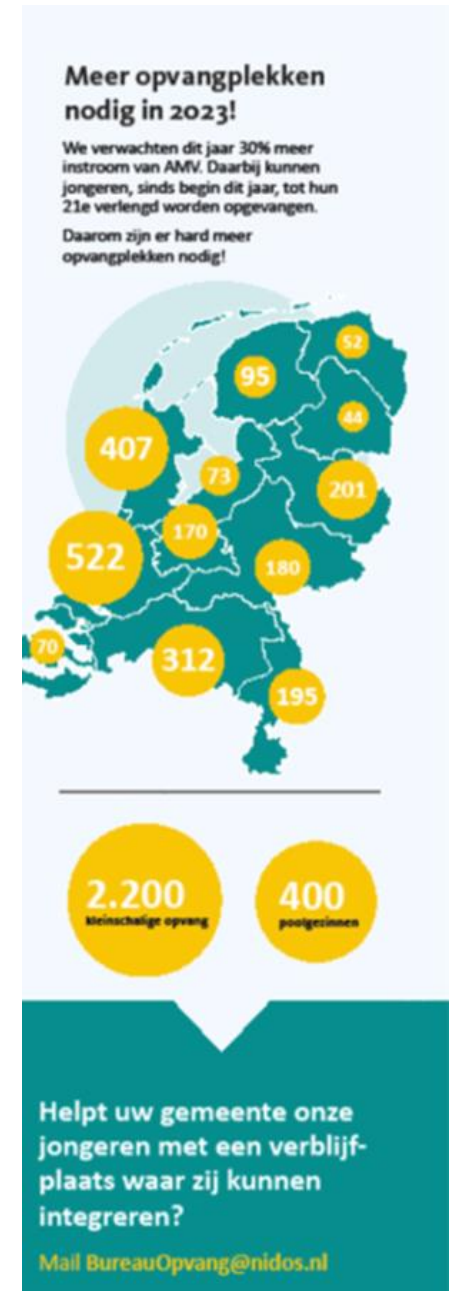 Meer opvangplekken
nodig in 2023!
We verwachten dit jaar 30% meer
instroom van AMV. Daarbij kunnen
jongeren, sinds begin dit jaar, tot hun
21e verlengd worden opgevangen.
Daarom zijn er hard meer
opvangplekken nodig!
52
95
44
407
73
201
170
522
180
70
312
195
2.200
kleinschalige opvang
400
poolgezinnen
Helpt uw gemeente onze
jongeren met een verblijf-
plaats waar zij kunnen
integreren?
Mail BureauOpvang@nidos.nl